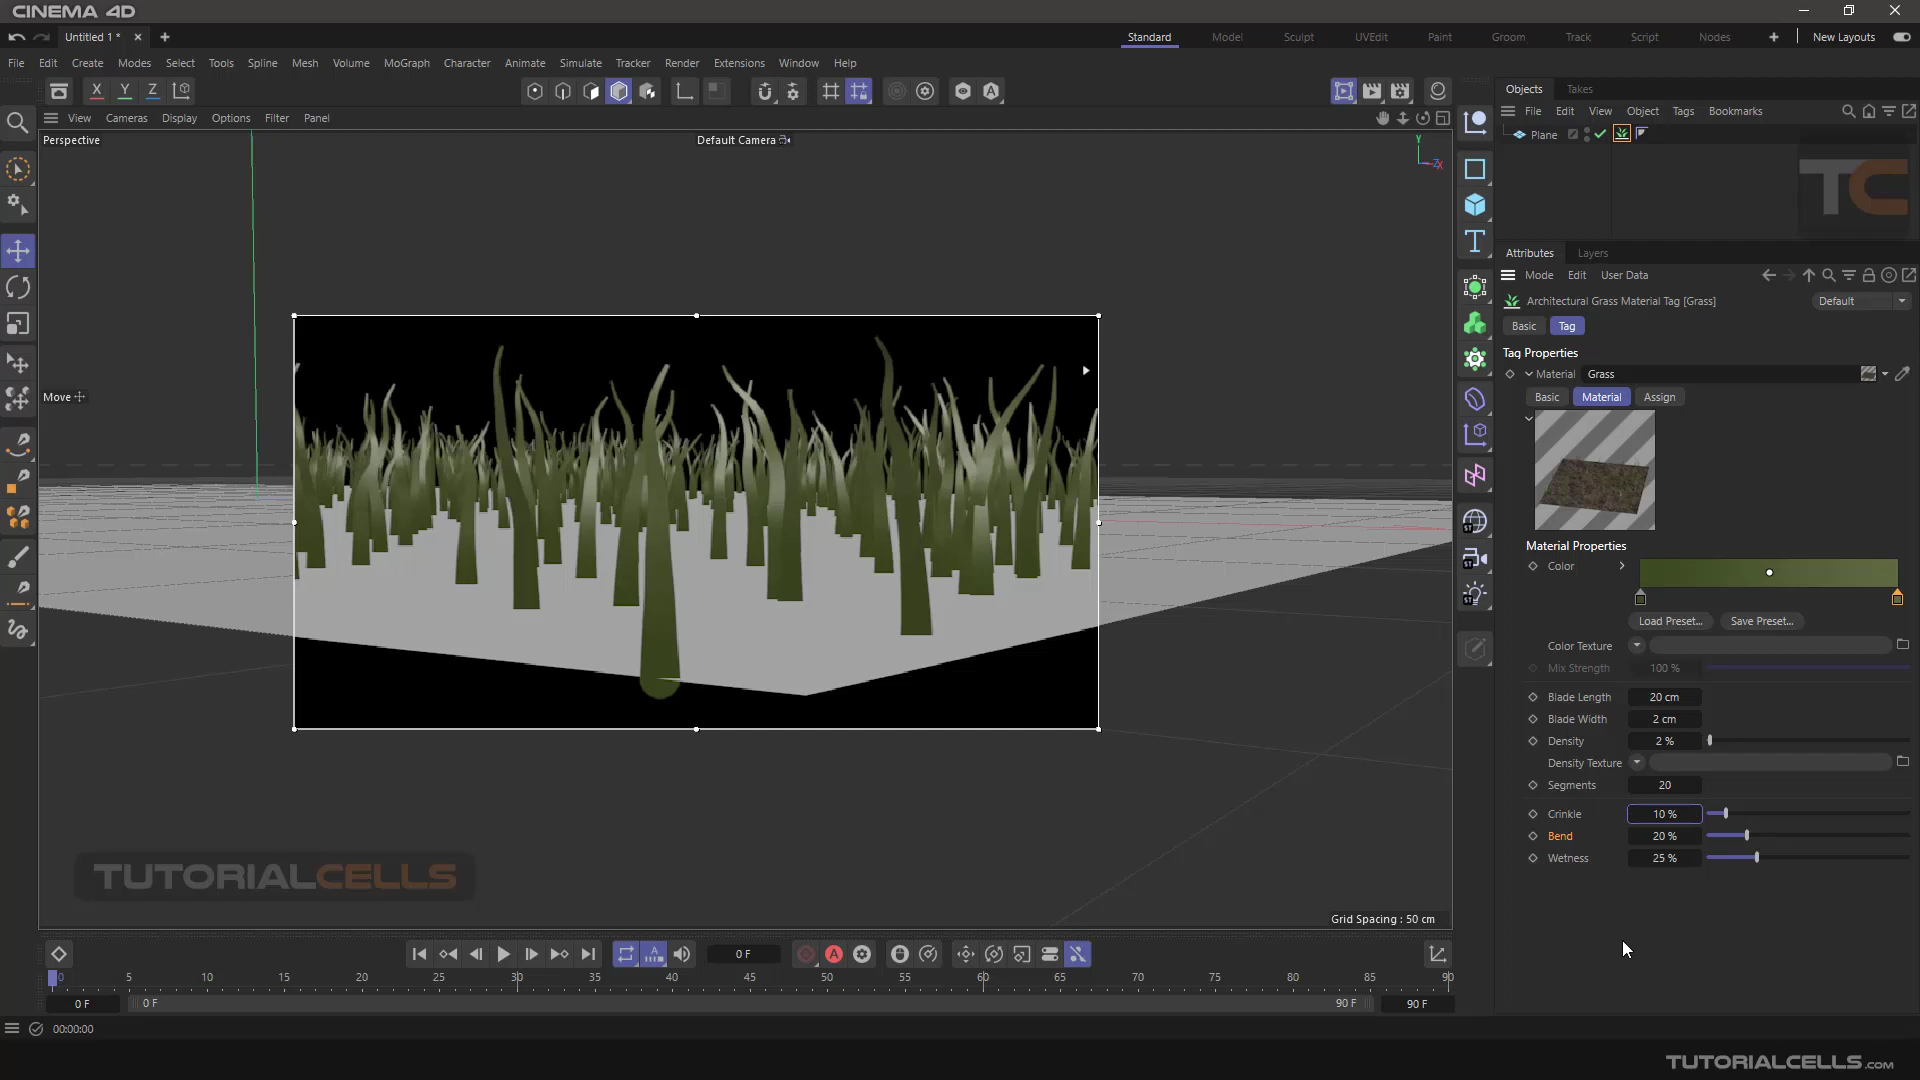 CINEMA 4D
Untitled 1 *
Standard
Model
Sculpt
UVEdit
Paint
Groom
Track
Script
Nodes
New Layouts
File Edit Create Modes Select Tools Spline Mesh Volume MoGraph Character Animate Simulate Tracker Render Extensions Window Help
X Y Z
Objects Takes
View Cameras Display Options Filter Panel
File Edit View Object Tags Bookmarks
Perspective
Default Camera
Y
Z X
Plane
TC
Attributes Layers
Mode Edit User Data
Architectural Grass Material Tag [Grass]
Default
Basic Tag
Tag Properties
Material Grass
Move
Basic Material Assign
ST
ST
ST
Material Properties
Color
Load Preset... Save Preset...
Color Texture
Mix Strength 100 %
Blade Length 20 cm
Blade Width 2 cm
Density 2 %
Density Texture
Segments 20
Crinkle 10 %
Bend 20 %
Wetness 25 %
TUTORIALCELLS
Grid Spacing : 50 cm
0 F
0 5 10 15 20 25 30 35 40 45 50 55 60 65 70 75 80 85 90
0 F 0 F 90 F 90 F
00:00:00
TUTORIALCELLS.com